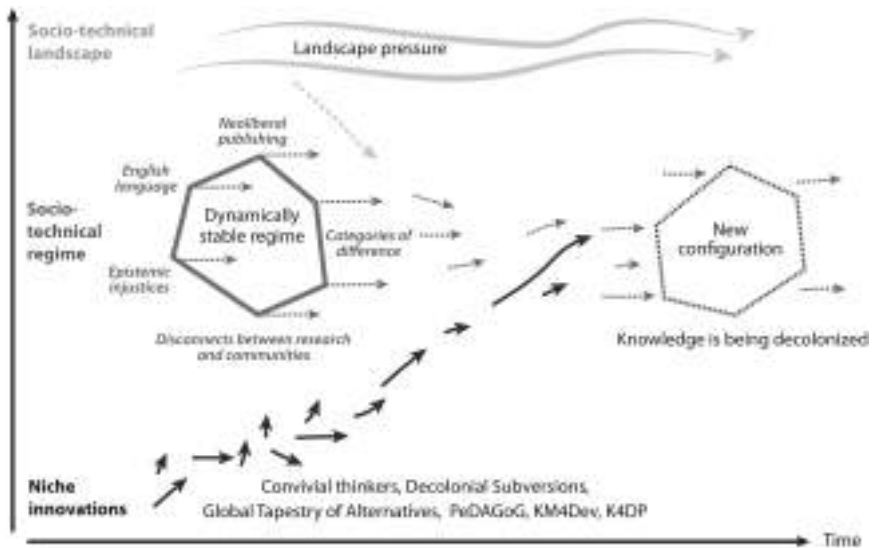 Socio-technical
landscape
Landscape pressure
Neoliberal
publishing
English
language
Socio-
technical
regime
Dynamically
stable regime
Categories of
difference
New
configuration
Epistemic
injustices
Disconnects between research
and communities
Knowledge is being decolonized
Niche
innovations
Convivial thinkers, Decolonial Subversions,
Global Tapestry of Alternatives, PeDAGoG, KM4Dev, K4DP
Time